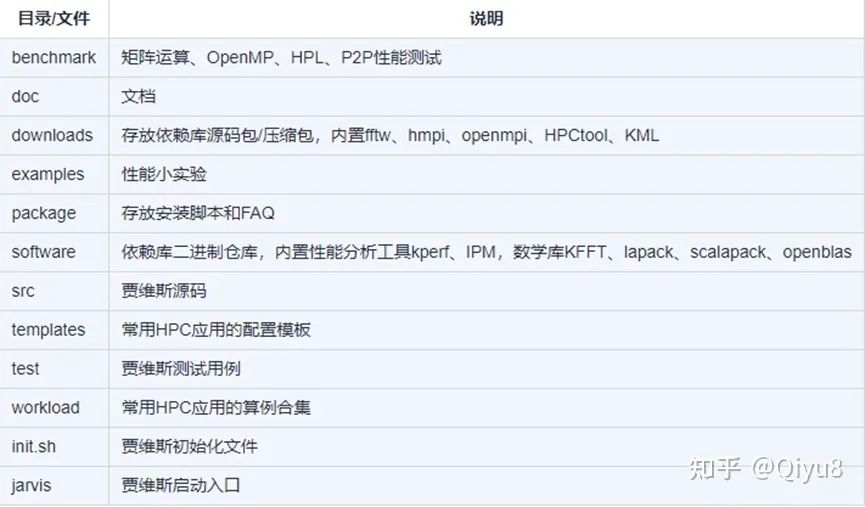 目录/文件 说明
benchmark 矩阵运算、OpenMP、HPL、P2P性能测试
doc 文档
downloads 存放依赖库源码包/压缩包，内置fftw、hmpi、openmpi、HPCtool、KML
examples 性能小实验
package 存放安装脚本和FAQ
software 依赖库二进制仓库，内置性能分析工具kperf、IPM，数学库KFFT、lapack、scalapack、openblas
src 贾维斯源码
templates 常用HPC应用的配置模板
test 贾维斯测试用例
workload 常用HPC应用的算例合集
init.sh 贾维斯初始化文件
jarvis 贾维斯启动入口
知乎 @Qiyu8